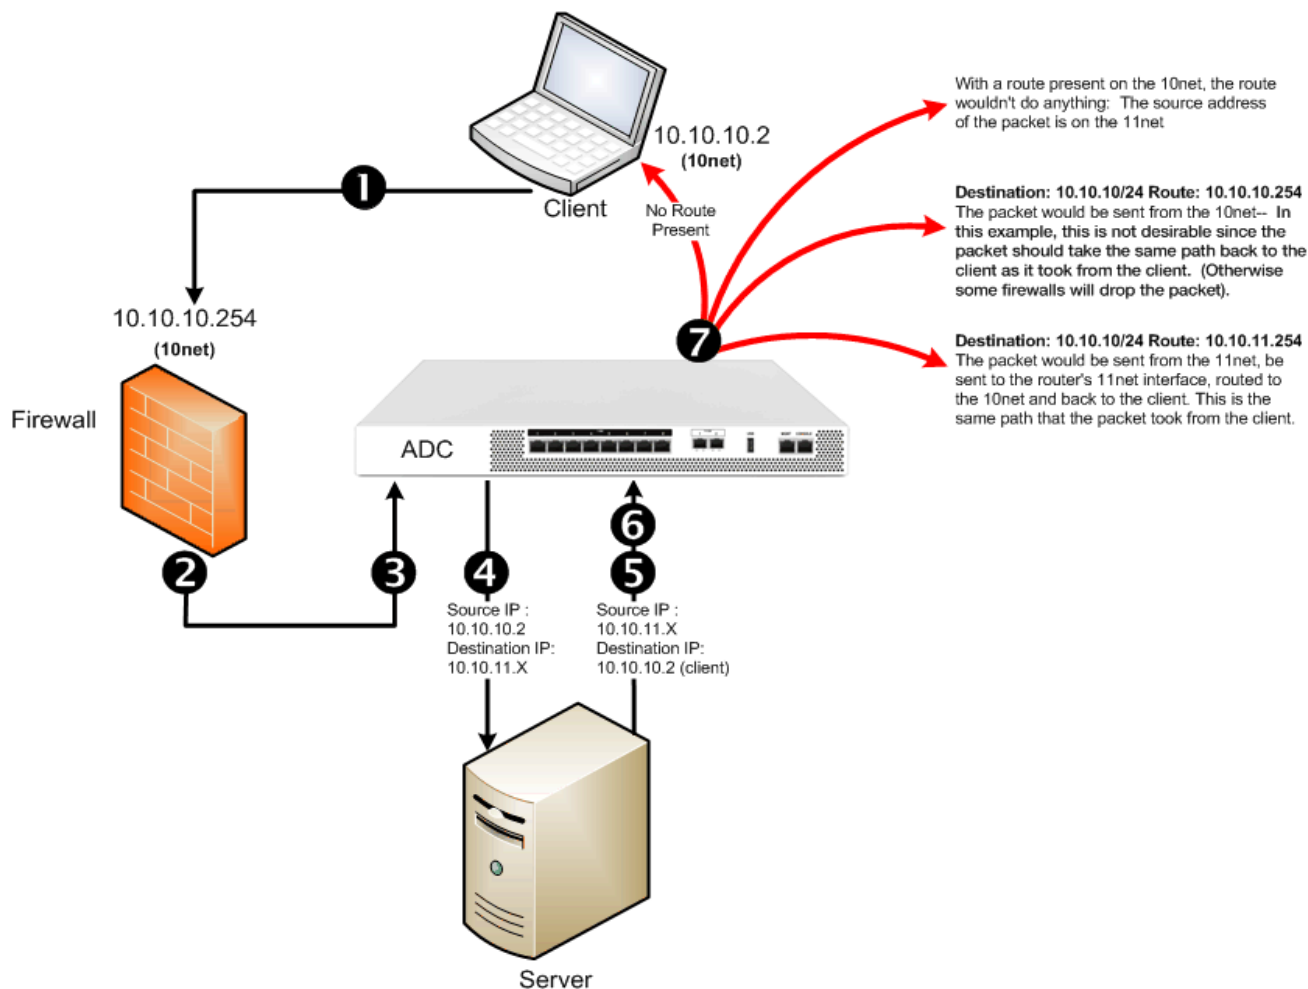 10.10.10.2
(10net)
Client
1
No Route
Present
With a route present on the 10net, the route
wouldn't do anything: The source address
of the packet is on the 11net
Destination: 10.10.10/24 Route: 10.10.10.254
The packet would be sent from the 10net-- In
this example, this is not desirable since the
packet should take the same path back to the
client as it took from the client. (Otherwise
some firewalls will drop the packet).
Destination: 10.10.10/24 Route: 10.10.11.254
The packet would be sent from the 11net, be
sent to the router's 11net interface, routed to
the 10net and back to the client. This is the
same path that the packet took from the client.
10.10.10.254
(10net)
Firewall
7
ADC
2
3
4
6
5
Source IP :
10.10.10.2
Destination IP:
10.10.11.X
Source IP :
10.10.11.X
Destination IP:
10.10.10.2 (client)
Server